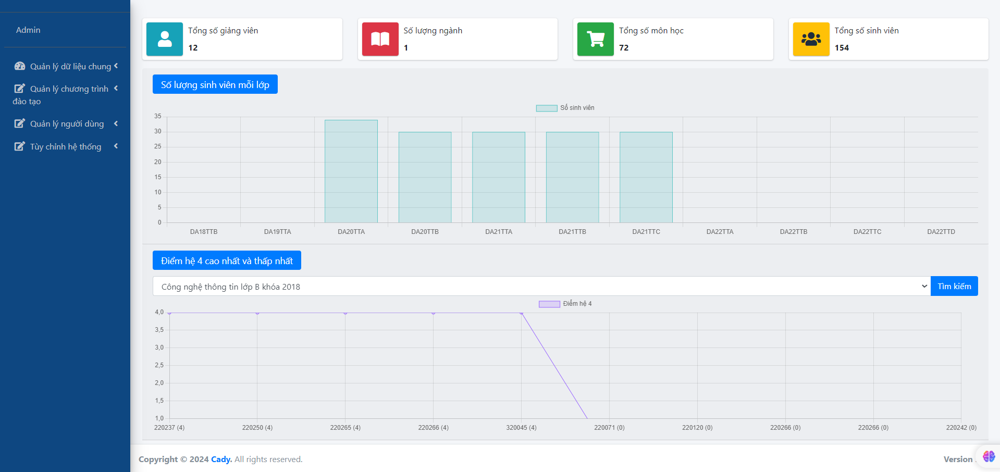 Admin
Quản lý dữ liệu chung
Quản lý chương trình
đào tạo
Quản lý người dùng
Tùy chỉnh hệ thống
Tổng số giảng viên
12
Số lượng ngành
1
Tổng số môn học
72
Tổng số sinh viên
154
Số lượng sinh viên mỗi lớp
Số sinh viên
35
30
25
20
15
10
5
0
DA18TTB DA19TTA DA20TTA DA20TTB DA21TTA DA21TTB DA21TTC DA22TTA DA22TTB DA22TTC DA22TTD
Điểm hệ 4 cao nhất và thấp nhất
Công nghệ thông tin lớp B khóa 2018
Tìm kiếm
Điểm hệ 4
4,0
3,5
3,0
2,5
2,0
1,5
1,0
220237 (4) 220250 (4) 220265 (4) 220266 (4) 320045 (4) 220071 (0) 220120 (0) 220266 (0) 220266 (0) 220242 (0)
Copyright © 2024 Cady. All rights reserved.
Version